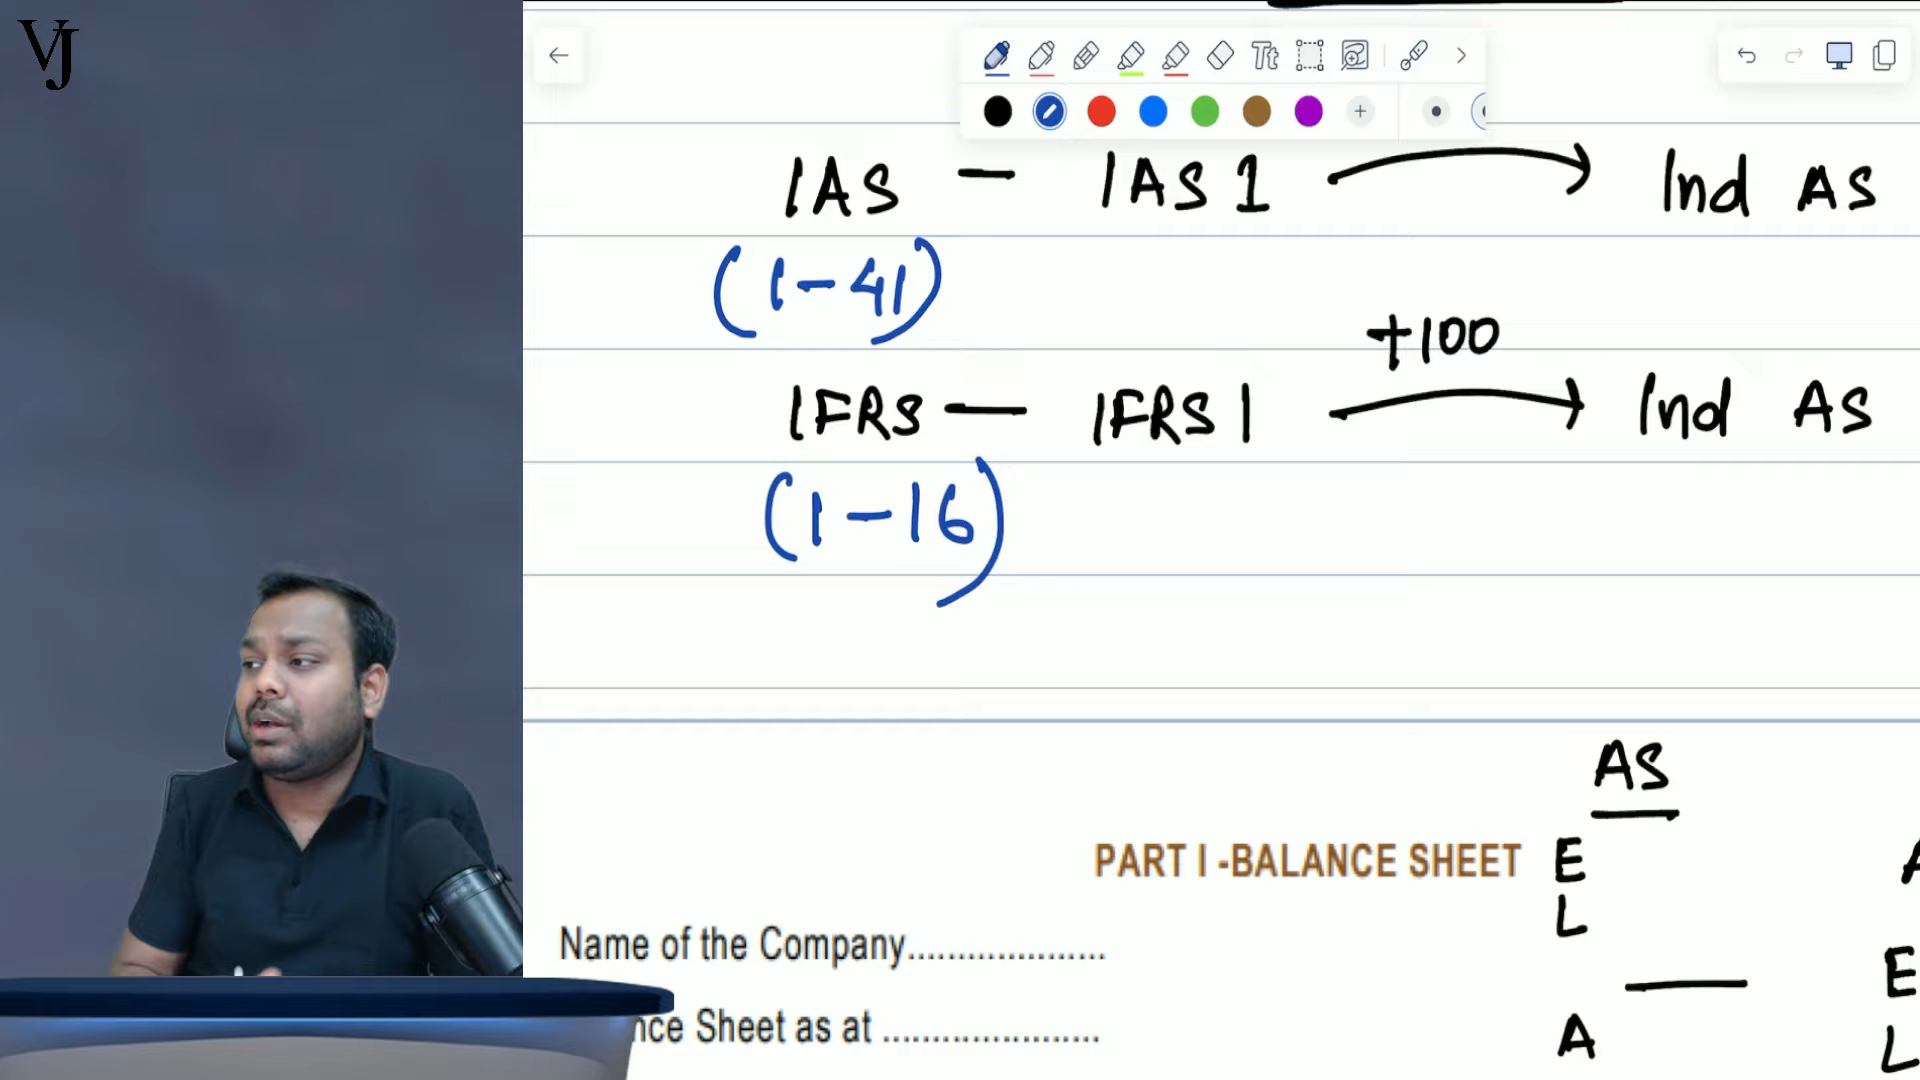 VJ
Tt
IAS – IAS 1 → Ind AS
(1 – 41)
+100
IFRS — IFRS 1 → Ind AS
(1 – 16)
AS
PART I -BALANCE SHEET E
L
Name of the Company....................
E
nce Sheet as at ......................
A
L